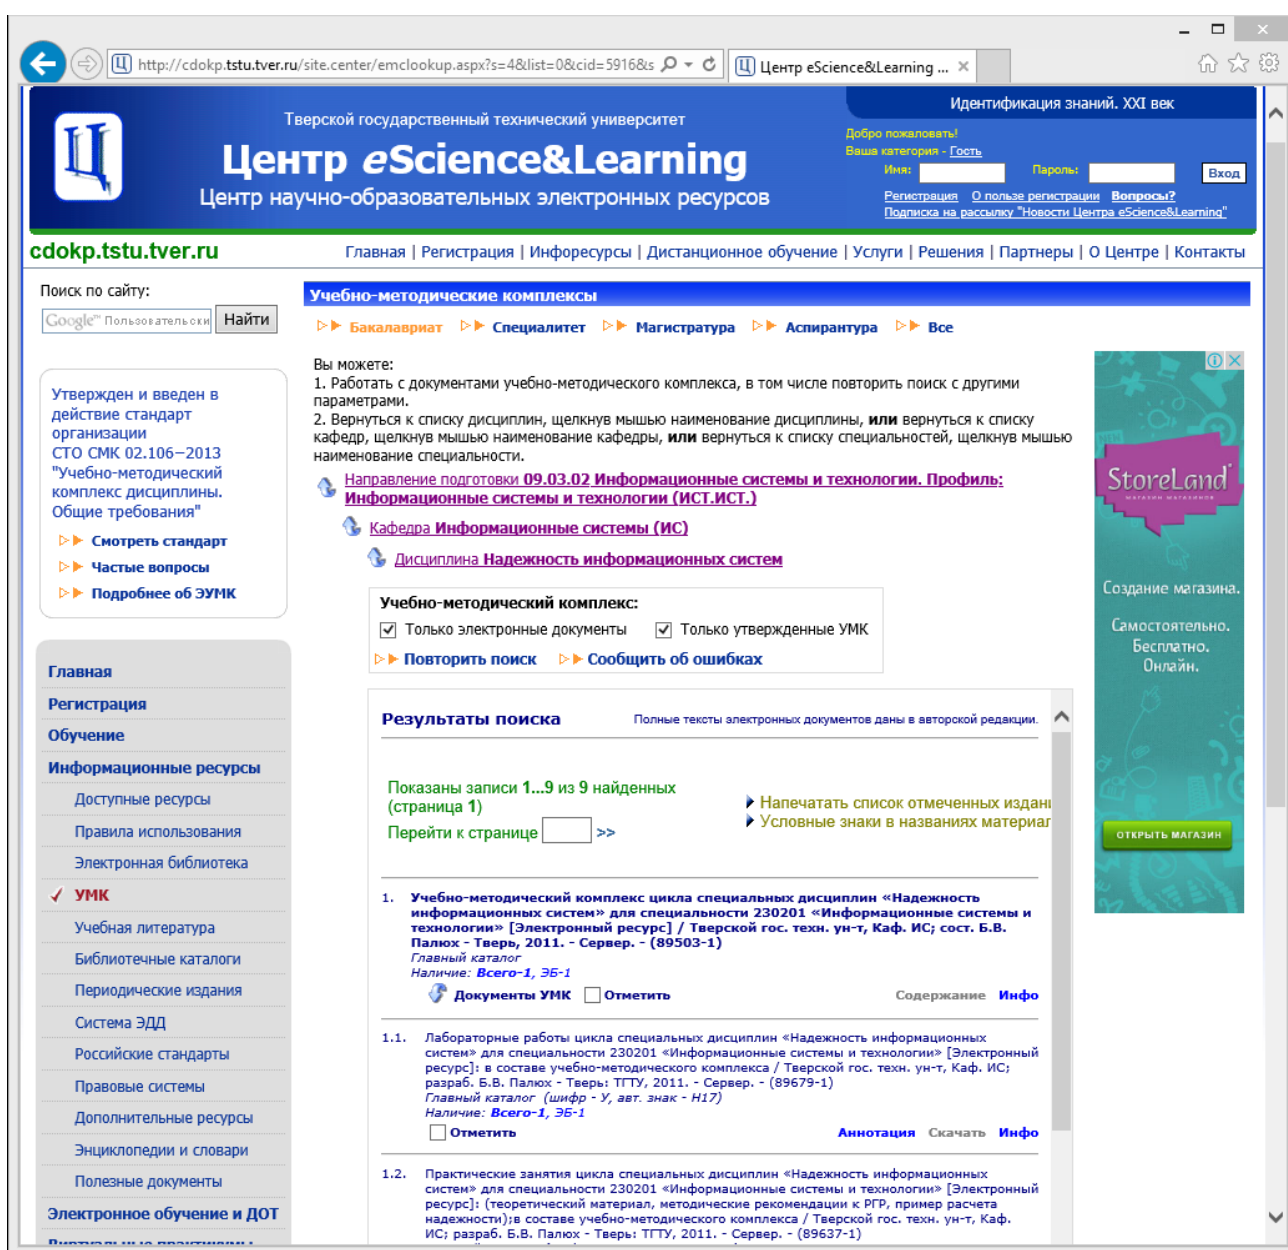 http://cdokp.tstu.tver.ru/site.center/emclookup.aspx?s=4&list=0&cid=5916&s
Центр eScience&Learning ...
Идентификация знаний. XXI век
Тверской государственный технический университет
Центр eScience&Learning
Центр научно-образовательных электронных ресурсов
Добро пожаловать!
Ваша категория - Гость
Имя: Пароль: Вход
Регистрация О пользе регистрации Вопросы?
Подписка на рассылку "Новости Центра eScience&Learning"
cdokp.tstu.tver.ru
Главная | Регистрация | Инфоресурсы | Дистанционное обучение | Услуги | Решения | Партнеры | О Центре | Контакты
Поиск по сайту:
Google™ Пользовательски Найти
Утвержден и введен в
действие стандарт
организации
СТО СМК 02.106–2013
"Учебно-методический
комплекс дисциплины.
Общие требования"
Смотреть стандарт
Частые вопросы
Подробнее об ЭУМК
Главная
Регистрация
Обучение
Информационные ресурсы
Доступные ресурсы
Правила использования
Электронная библиотека
УМК
Учебная литература
Библиотечные каталоги
Периодические издания
Система ЭДД
Российские стандарты
Правовые системы
Дополнительные ресурсы
Энциклопедии и словари
Полезные документы
Электронное обучение и ДОТ
Виртуальные практикумы
Учебно-методические комплексы
Бакалавриат Специалитет Магистратура Аспирантура Все
Вы можете:
1. Работать с документами учебно-методического комплекса, в том числе повторить поиск с другими
параметрами.
2. Вернуться к списку дисциплин, щелкнув мышью наименование дисциплины, или вернуться к списку
кафедр, щелкнув мышью наименование кафедры, или вернуться к списку специальностей, щелкнув мышью
наименование специальности.
Направление подготовки 09.03.02 Информационные системы и технологии. Профиль:
Информационные системы и технологии (ИСТ.ИСТ.)
Кафедра Информационные системы (ИС)
Дисциплина Надежность информационных систем
Учебно-методический комплекс:
Только электронные документы Только утвержденные УМК
Повторить поиск Сообщить об ошибках
Результаты поиска Полные тексты электронных документов даны в авторской редакции.
Показаны записи 1...9 из 9 найденных
(страница 1)
Перейти к странице >>
Напечатать список отмеченных издани
Условные знаки в названиях материал
1. Учебно-методический комплекс цикла специальных дисциплин «Надежность
информационных систем» для специальности 230201 «Информационные системы и
технологии» [Электронный ресурс] / Тверской гос. техн. ун-т, Каф. ИС; сост. Б.В.
Палюх - Тверь, 2011. - Сервер. - (89503-1)
Главный каталог
Наличие: Всего-1, ЭБ-1
Документы УМК Отметить Содержание Инфо
1.1. Лабораторные работы цикла специальных дисциплин «Надежность информационных
систем» для специальности 230201 «Информационные системы и технологии» [Электронный
ресурс]: в составе учебно-методического комплекса / Тверской гос. техн. ун-т, Каф. ИС;
разраб. Б.В. Палюх - Тверь: ТГТУ, 2011. - Сервер. - (89679-1)
Главный каталог (шифр - У, авт. знак - Н17)
Наличие: Всего-1, ЭБ-1
Отметить Аннотация Скачать Инфо
1.2. Практические занятия цикла специальных дисциплин «Надежность информационных
систем» для специальности 230201 «Информационные системы и технологии» [Электронный
ресурс]: (теоретический материал, методические рекомендации к РГР, пример расчета
надежности);в составе учебно-методического комплекса / Тверской гос. техн. ун-т, Каф.
ИС; разраб. Б.В. Палюх - Тверь: ТГТУ, 2011. - Сервер. - (89637-1)
StoreLand
МАГАЗИН МАГАЗИНОВ
Создание магазина.
Самостоятельно.
Бесплатно.
Онлайн.
ОТКРЫТЬ МАГАЗИН